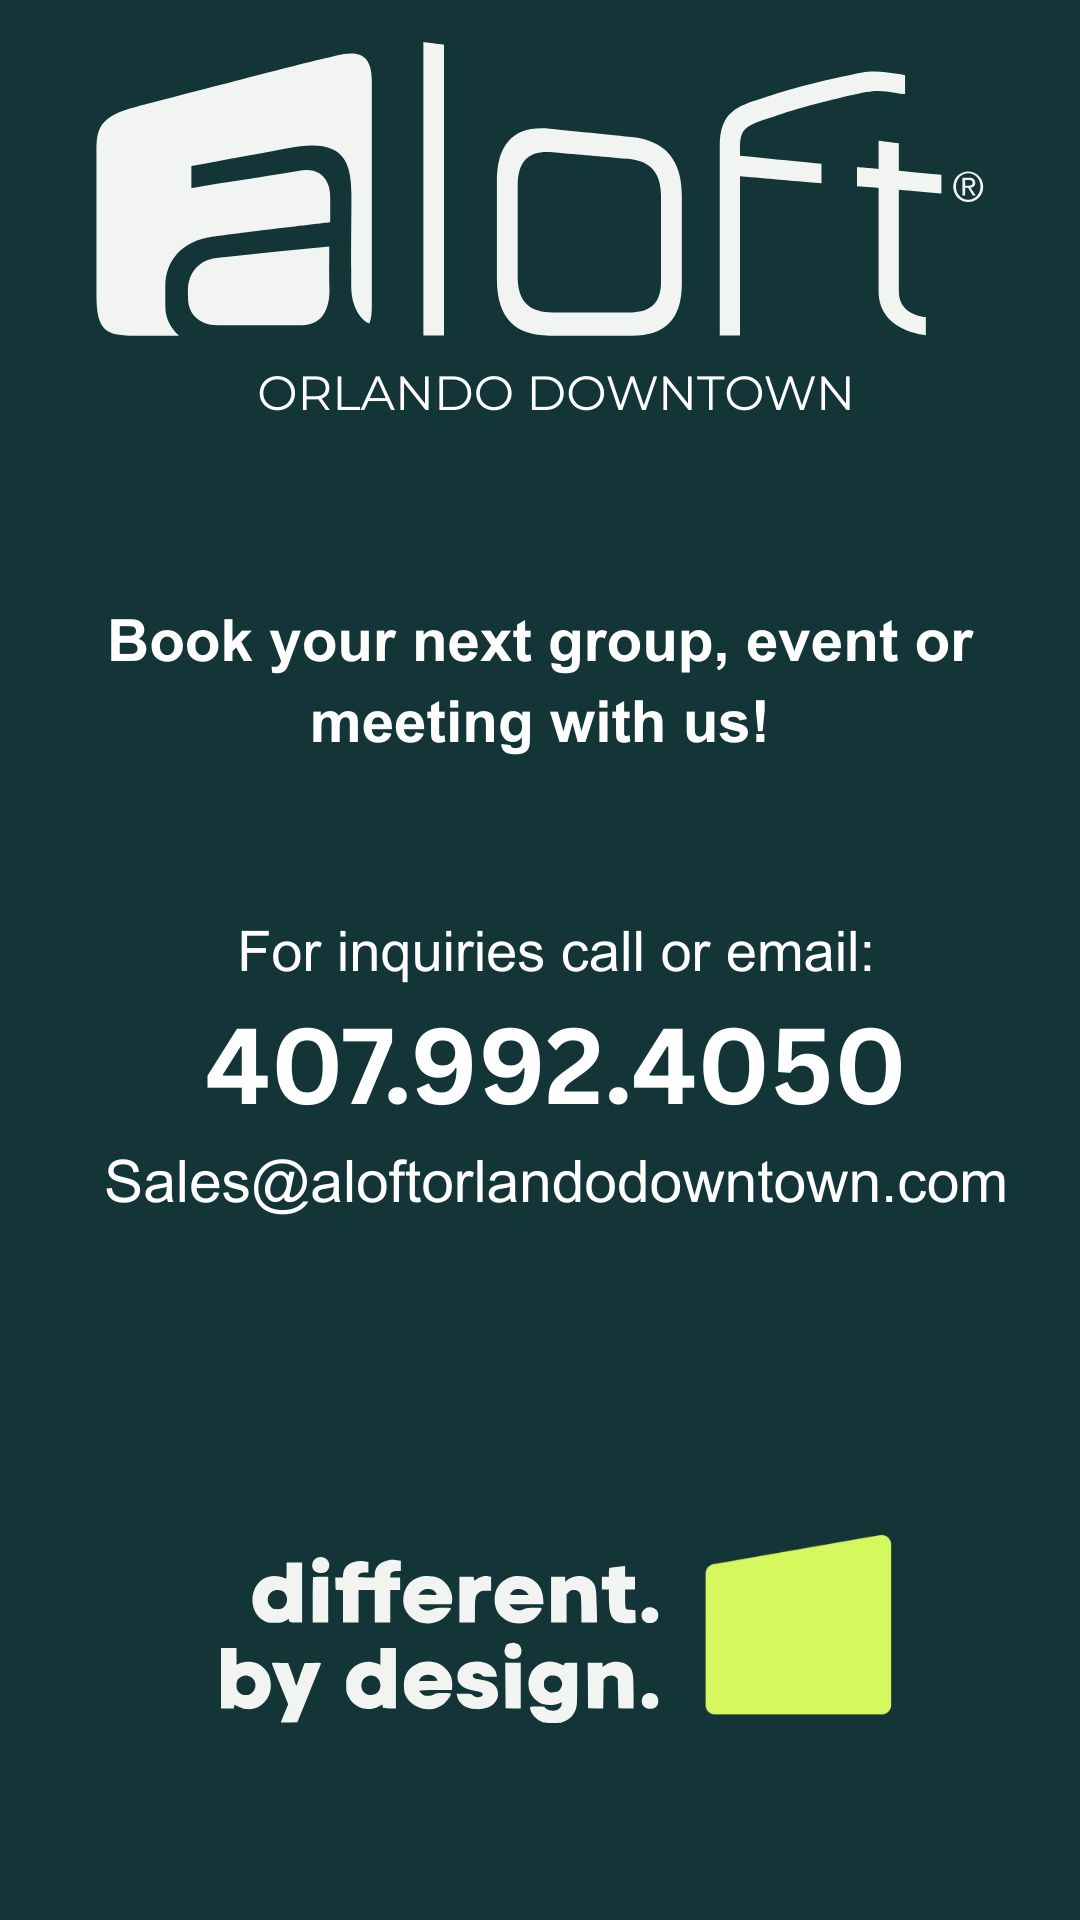 aloft®
ORLANDO DOWNTOWN
Book your next group, event or
meeting with us!
For inquiries call or email:
407.992.4050
Sales@aloftorlandodowntown.com
different.
by design.